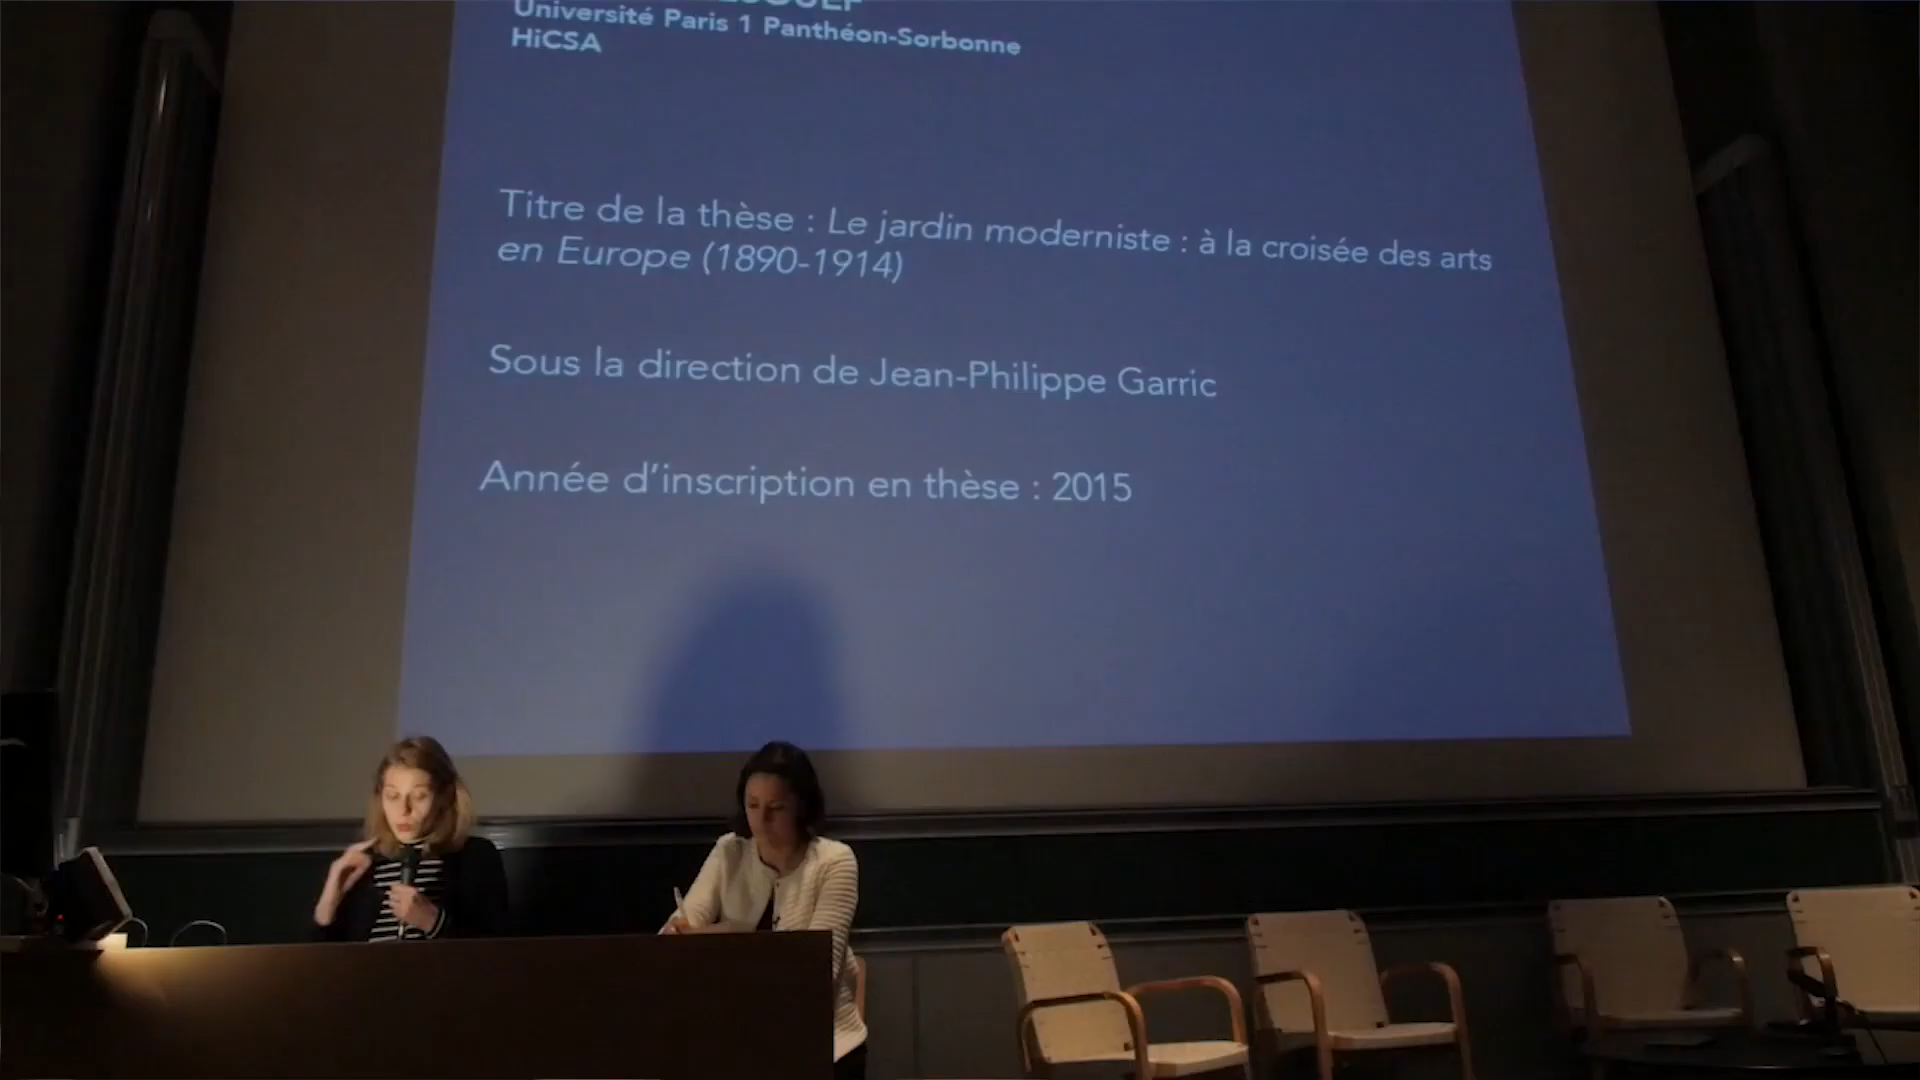 Université Paris 1 Panthéon-Sorbonne
HiCSA
Titre de la thèse : Le jardin moderniste : à la croisée des arts
en Europe (1890-1914)
Sous la direction de Jean-Philippe Garric
Année d'inscription en thèse : 2015